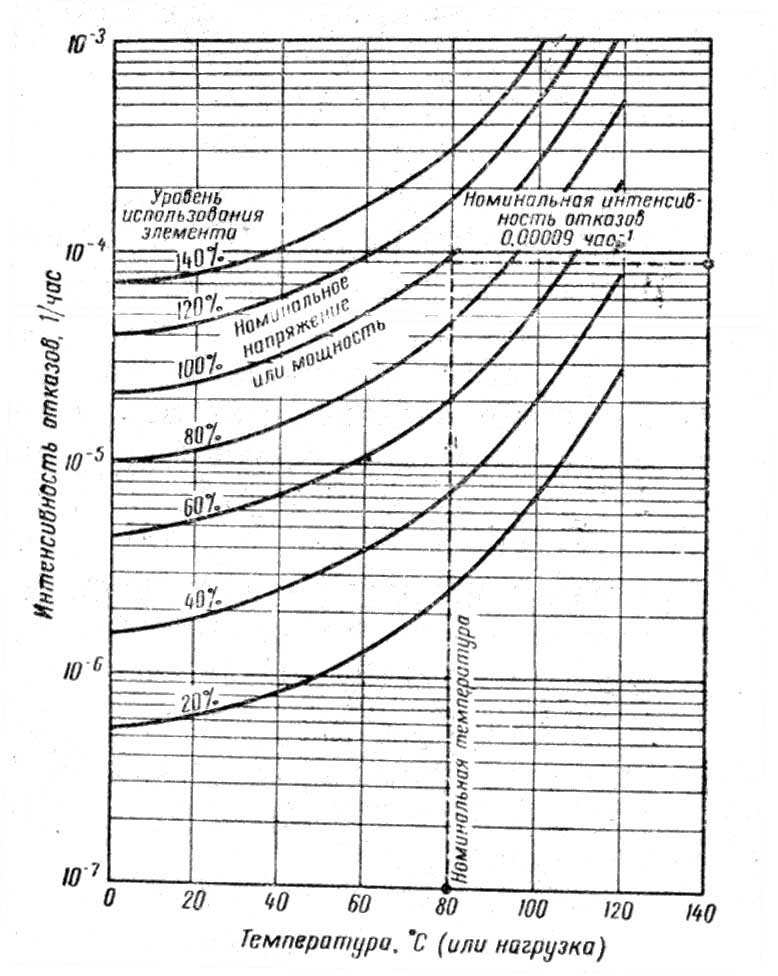 10⁻³
Уровень
использования
элемента
Номинальная интенсив-
ность отказов
0,00009 час⁻¹
10⁻⁴
140%
120%
Номинальное
напряжение
или мощность
100%
80%
10⁻⁵
60%
40%
10⁻⁶
20%
10⁻⁷
Интенсивность отказов, 1/час
Номинальная температура
0 20 40 60 80 100 120 140
Температура, °С (или нагрузка)